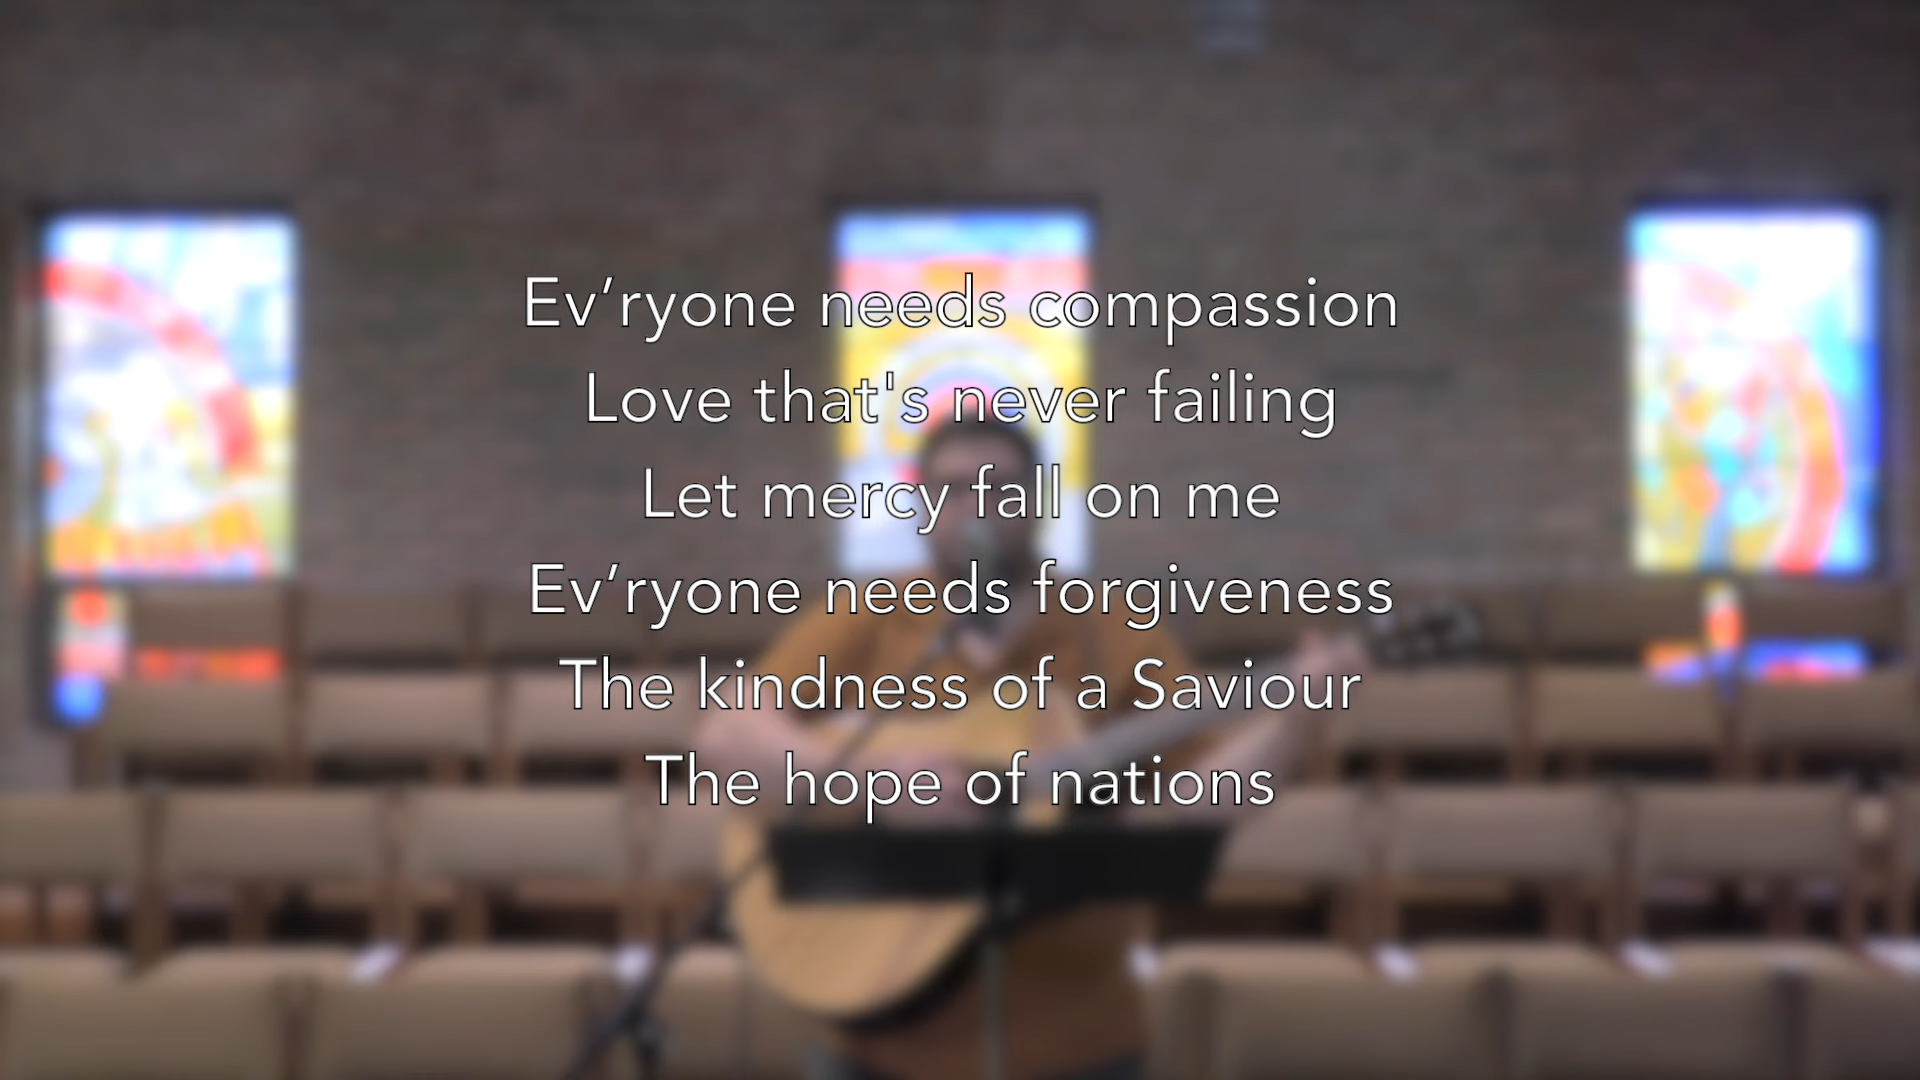 Ev’ryone needs compassion
Love that's never failing
Let mercy fall on me
Ev’ryone needs forgiveness
The kindness of a Saviour
The hope of nations